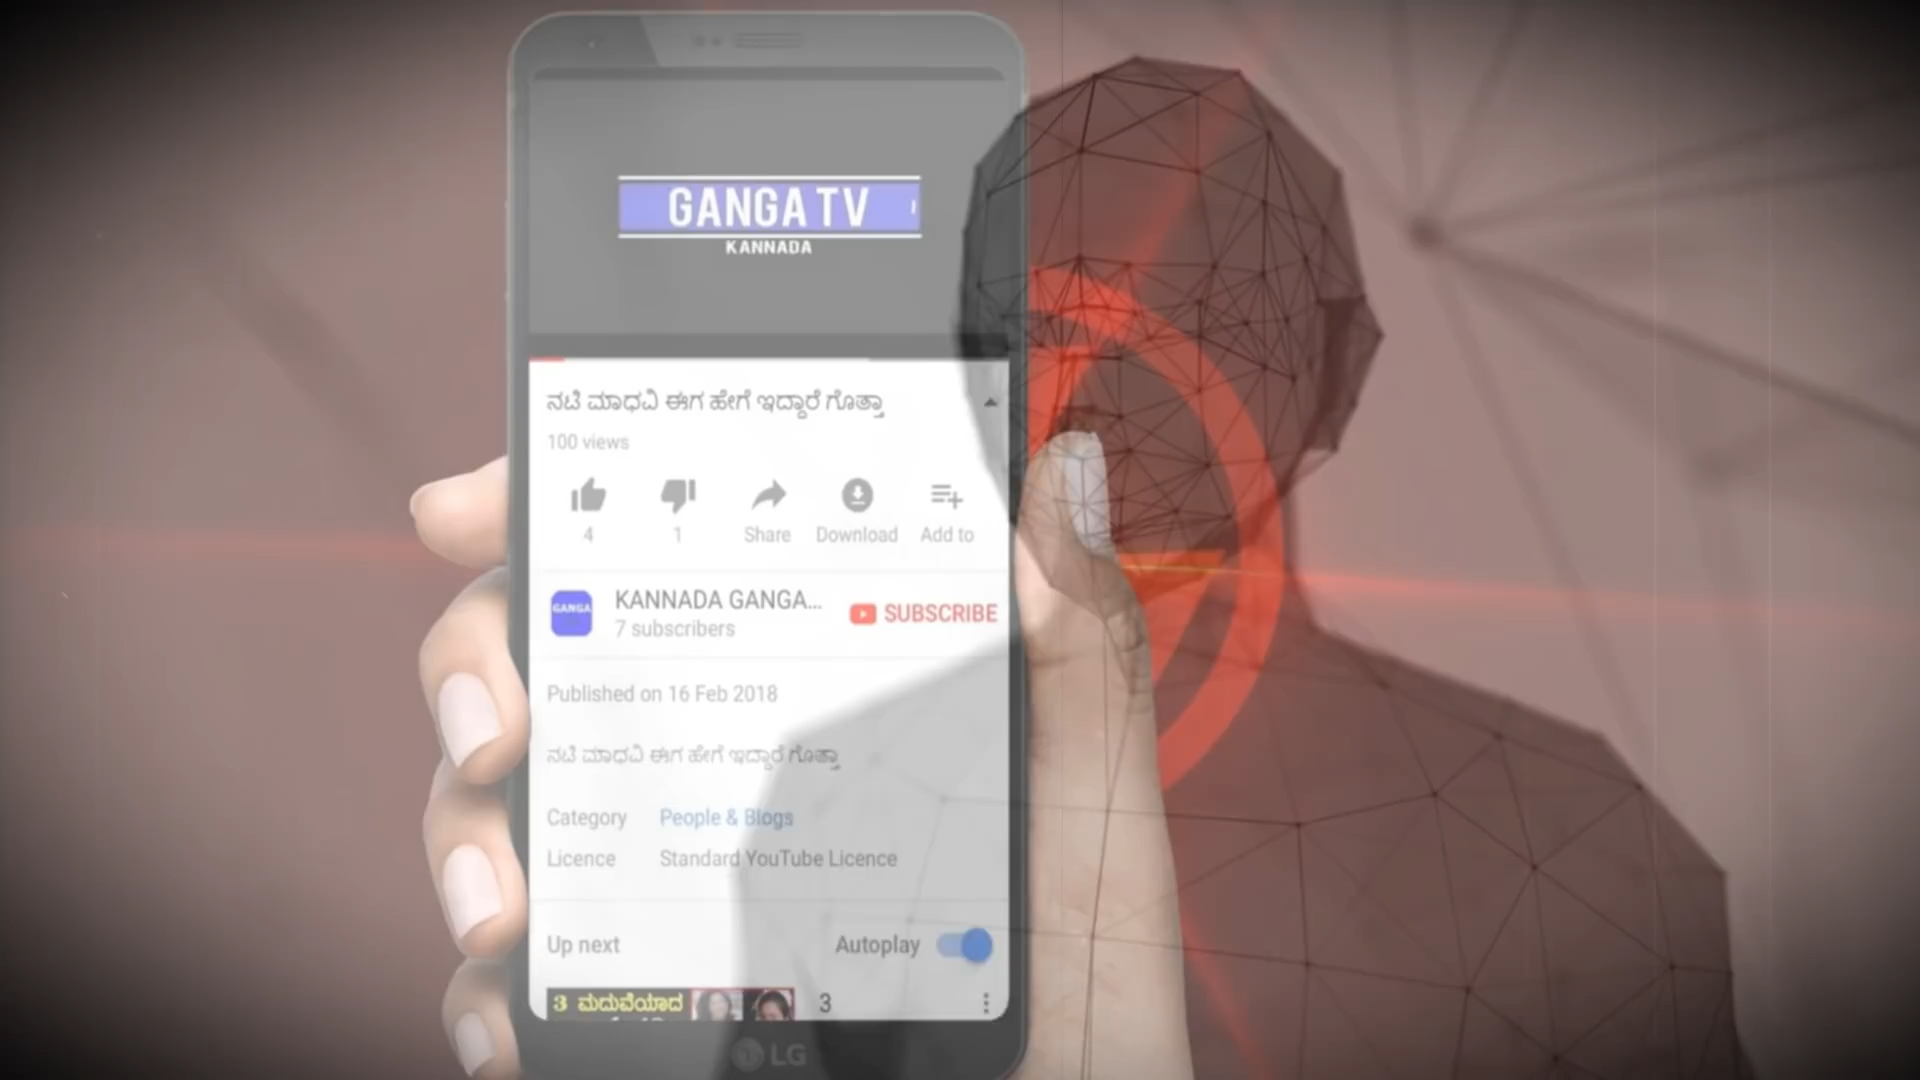 GANGA TV
KANNADA
ನಟಿ ಮಾಧವಿ ಈಗ ಹೇಗೆ ಇದ್ದಾರೆ ಗೊತ್ತಾ
100 views
4 1 Share Download Add to
GANGA
KANNADA GANGA...
SUBSCRIBE
7 subscribers
Published on 16 Feb 2018
ನಟಿ ಮಾಧವಿ ಈಗ ಹೇಗೆ ಇದ್ದಾರೆ ಗೊತ್ತಾ
Category People & Blogs
Licence Standard YouTube Licence
Up next Autoplay
3 ಮದುವೆಯಾದ
3
LG